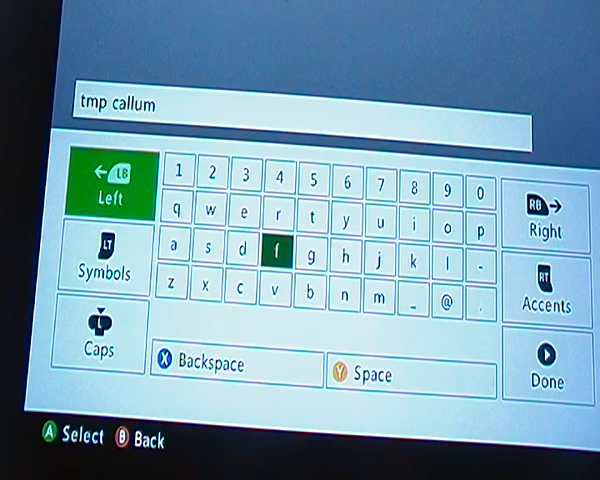 tmp callum
LB
Left
1 2 3 4 5 6 7 8 9 0
q w e r t y u i o p
RB
Right
a s d f g h j k l -
LT
Symbols
z x c v b n m _ @ .
RT
Accents
L
Caps
X Backspace
Y Space
Done
A Select B Back